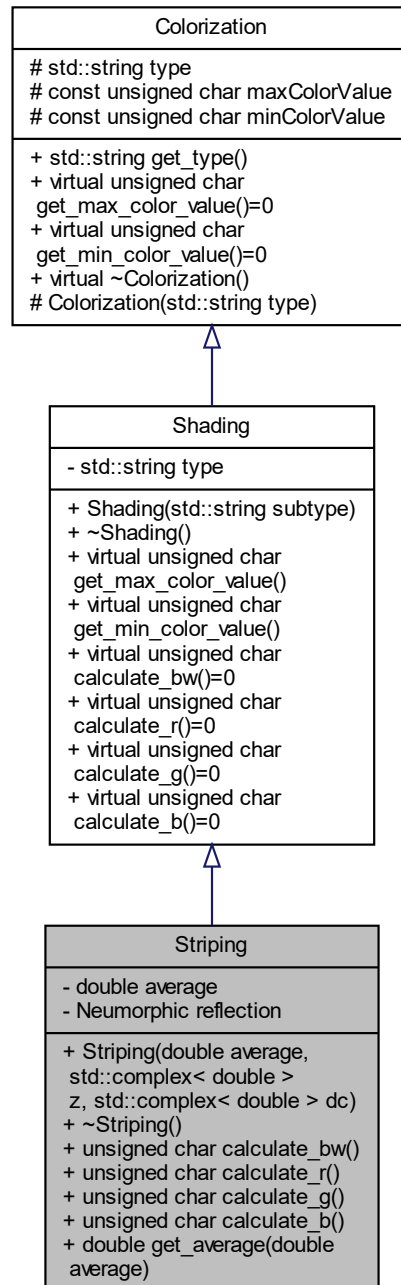 Colorization
# std::string type
# const unsigned char maxColorValue
# const unsigned char minColorValue
+ std::string get_type()
+ virtual unsigned char
get_max_color_value()=0
+ virtual unsigned char
get_min_color_value()=0
+ virtual ~Colorization()
# Colorization(std::string type)
Shading
- std::string type
+ Shading(std::string subtype)
+ ~Shading()
+ virtual unsigned char
get_max_color_value()
+ virtual unsigned char
get_min_color_value()
+ virtual unsigned char
calculate_bw()=0
+ virtual unsigned char
calculate_r()=0
+ virtual unsigned char
calculate_g()=0
+ virtual unsigned char
calculate_b()=0
Striping
- double average
- Neumorphic reflection
+ Striping(double average,
std::complex< double >
z, std::complex< double > dc)
+ ~Striping()
+ unsigned char calculate_bw()
+ unsigned char calculate_r()
+ unsigned char calculate_g()
+ unsigned char calculate_b()
+ double get_average(double
average)